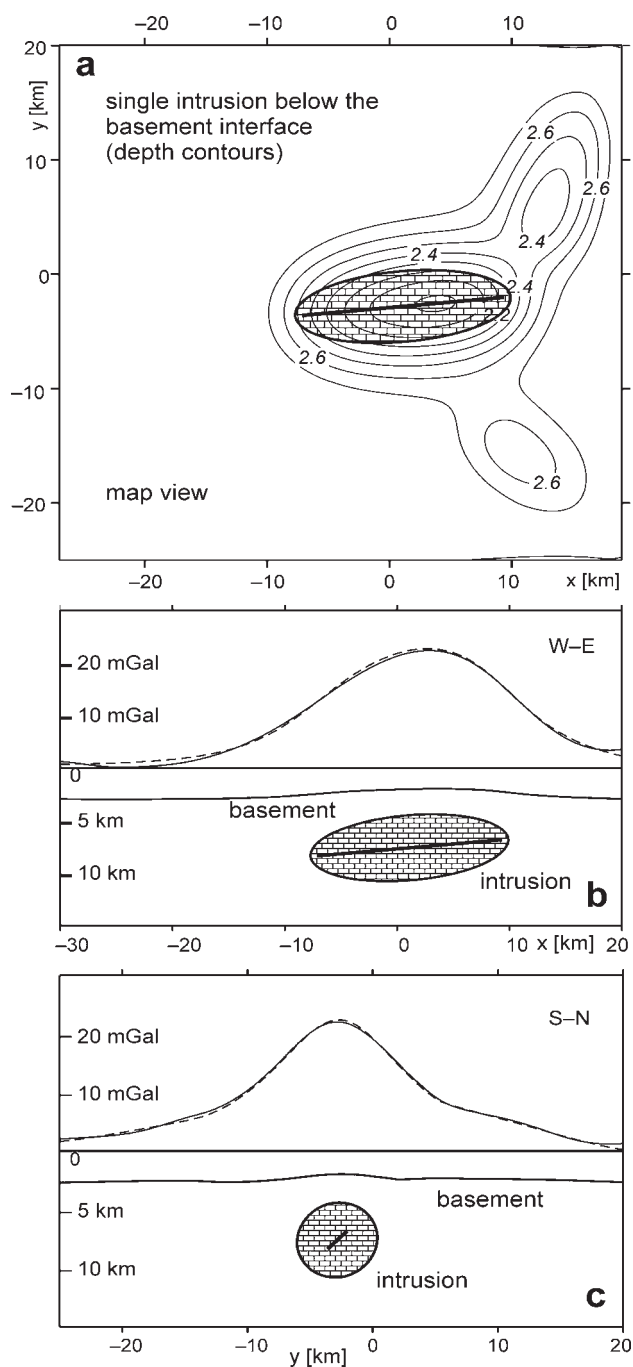 −20 −10 0 10
20
a
y [km]
single intrusion below the
basement interface
(depth contours)
2.6
10
2.6
2.4
2.4
0
2.4
2.2
2.6
−10
2.6
map view
−20
−20 −10 0 10 x [km]
W–E
20 mGal
10 mGal
0
basement
5 km
10 km
intrusion
b
−30 −20 −10 0 10 x [km] 20
S–N
20 mGal
10 mGal
0
5 km
basement
10 km
intrusion
c
−20 −10 0 10 20
y [km]